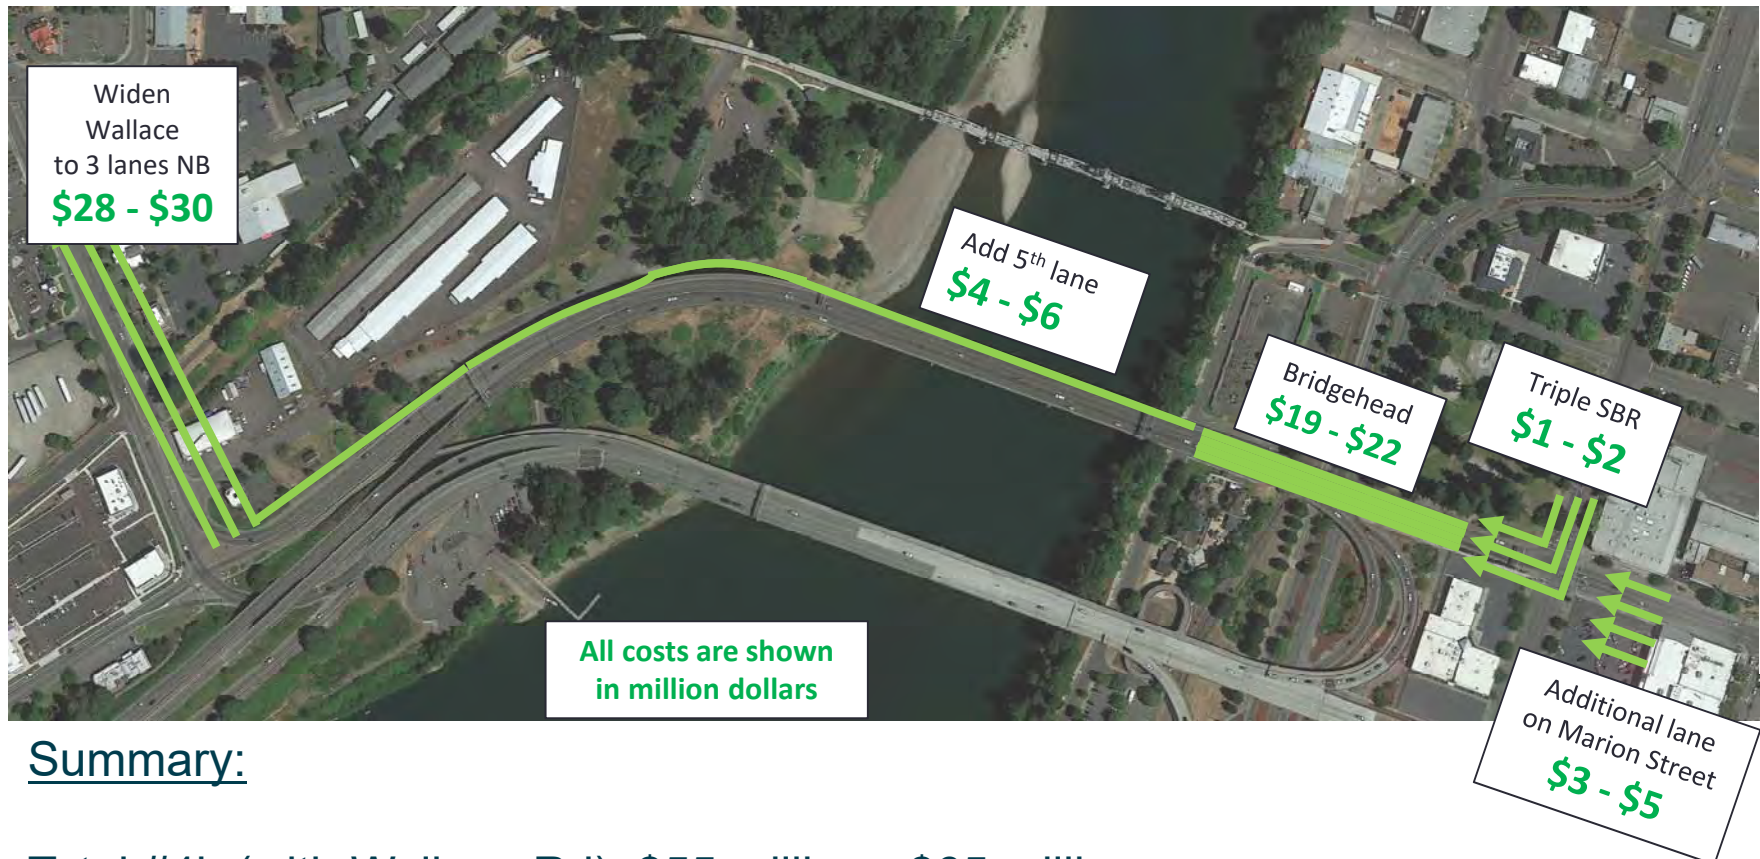 Widen
Wallace
to 3 lanes NB
$28 - $30
Add 5th lane
$4 - $6
Bridgehead
$19 - $22
Triple SBR
$1 - $2
All costs are shown
in million dollars
Additional lane
on Marion Street
$3 - $5
Summary: